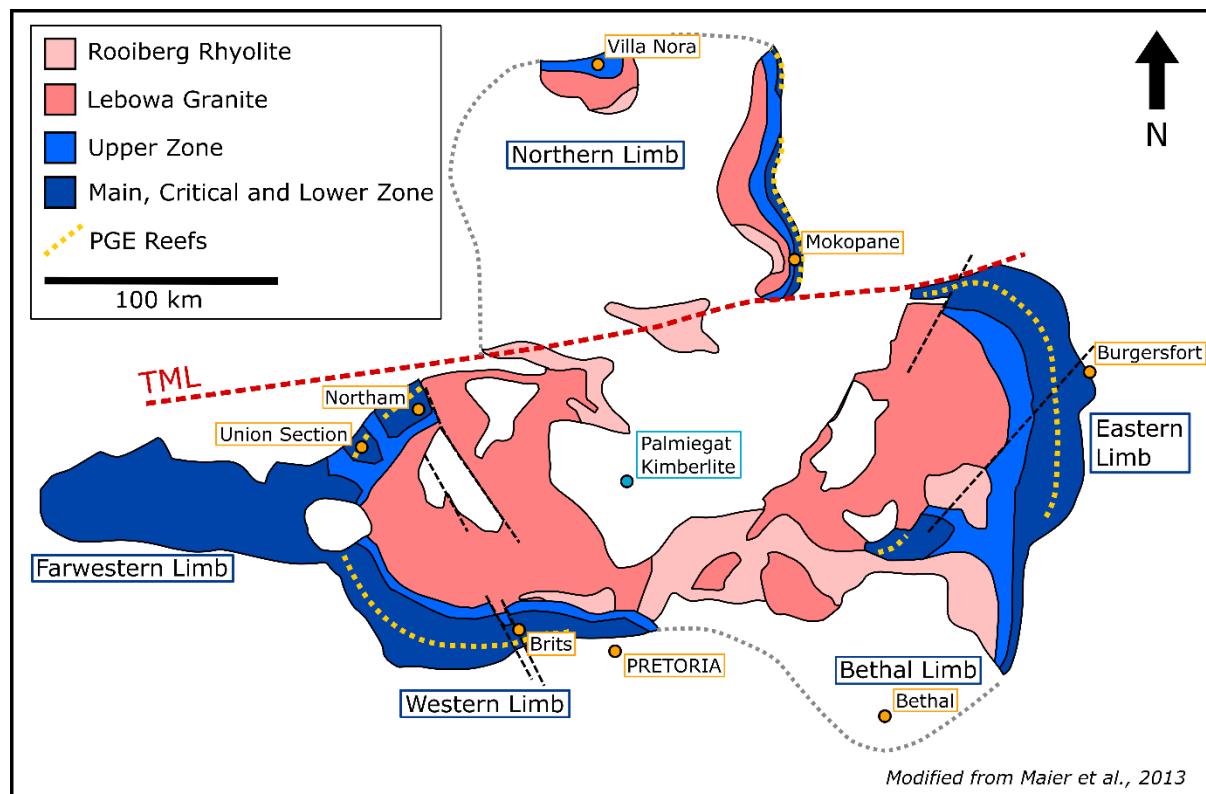 Rooiberg Rhyolite
Lebowa Granite
Upper Zone
Main, Critical and Lower Zone
PGE Reefs
100 km
Villa Nora
N
Northern Limb
Mokopane
TML
Northam
Union Section
Palmiegat
Kimberlite
Burgersfort
Eastern
Limb
Farwestern Limb
Brits
PRETORIA
Western Limb
Bethal Limb
Bethal
Modified from Maier et al., 2013